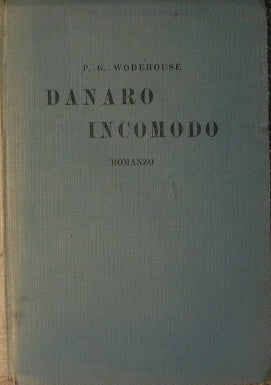 P. G. WODEHOUSE
DANARO
INCOMODO
ROMANZO